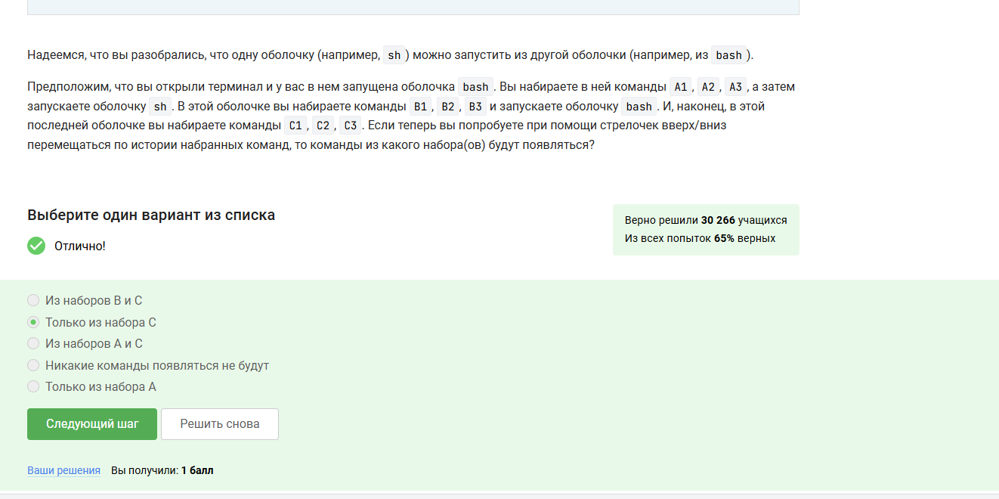 Надеемся, что вы разобрались, что одну оболочку (например, sh ) можно запустить из другой оболочки (например, из bash ).
Предположим, что вы открыли терминал и у вас в нем запущена оболочка bash . Вы набираете в ней команды A1 , A2 , A3 , а затем
запускаете оболочку sh . В этой оболочке вы набираете команды B1 , B2 , B3 и запускаете оболочку bash . И, наконец, в этой
последней оболочке вы набираете команды C1 , C2 , C3 . Если теперь вы попробуете при помощи стрелочек вверх/вниз
перемещаться по истории набранных команд, то команды из какого набора(ов) будут появляться?
Выберите один вариант из списка
Верно решили 30 266 учащихся
Из всех попыток 65% верных
Отлично!
Из наборов B и C
Только из набора C
Из наборов A и C
Никакие команды появляться не будут
Только из набора A
Следующий шаг
Решить снова
Ваши решения Вы получили: 1 балл